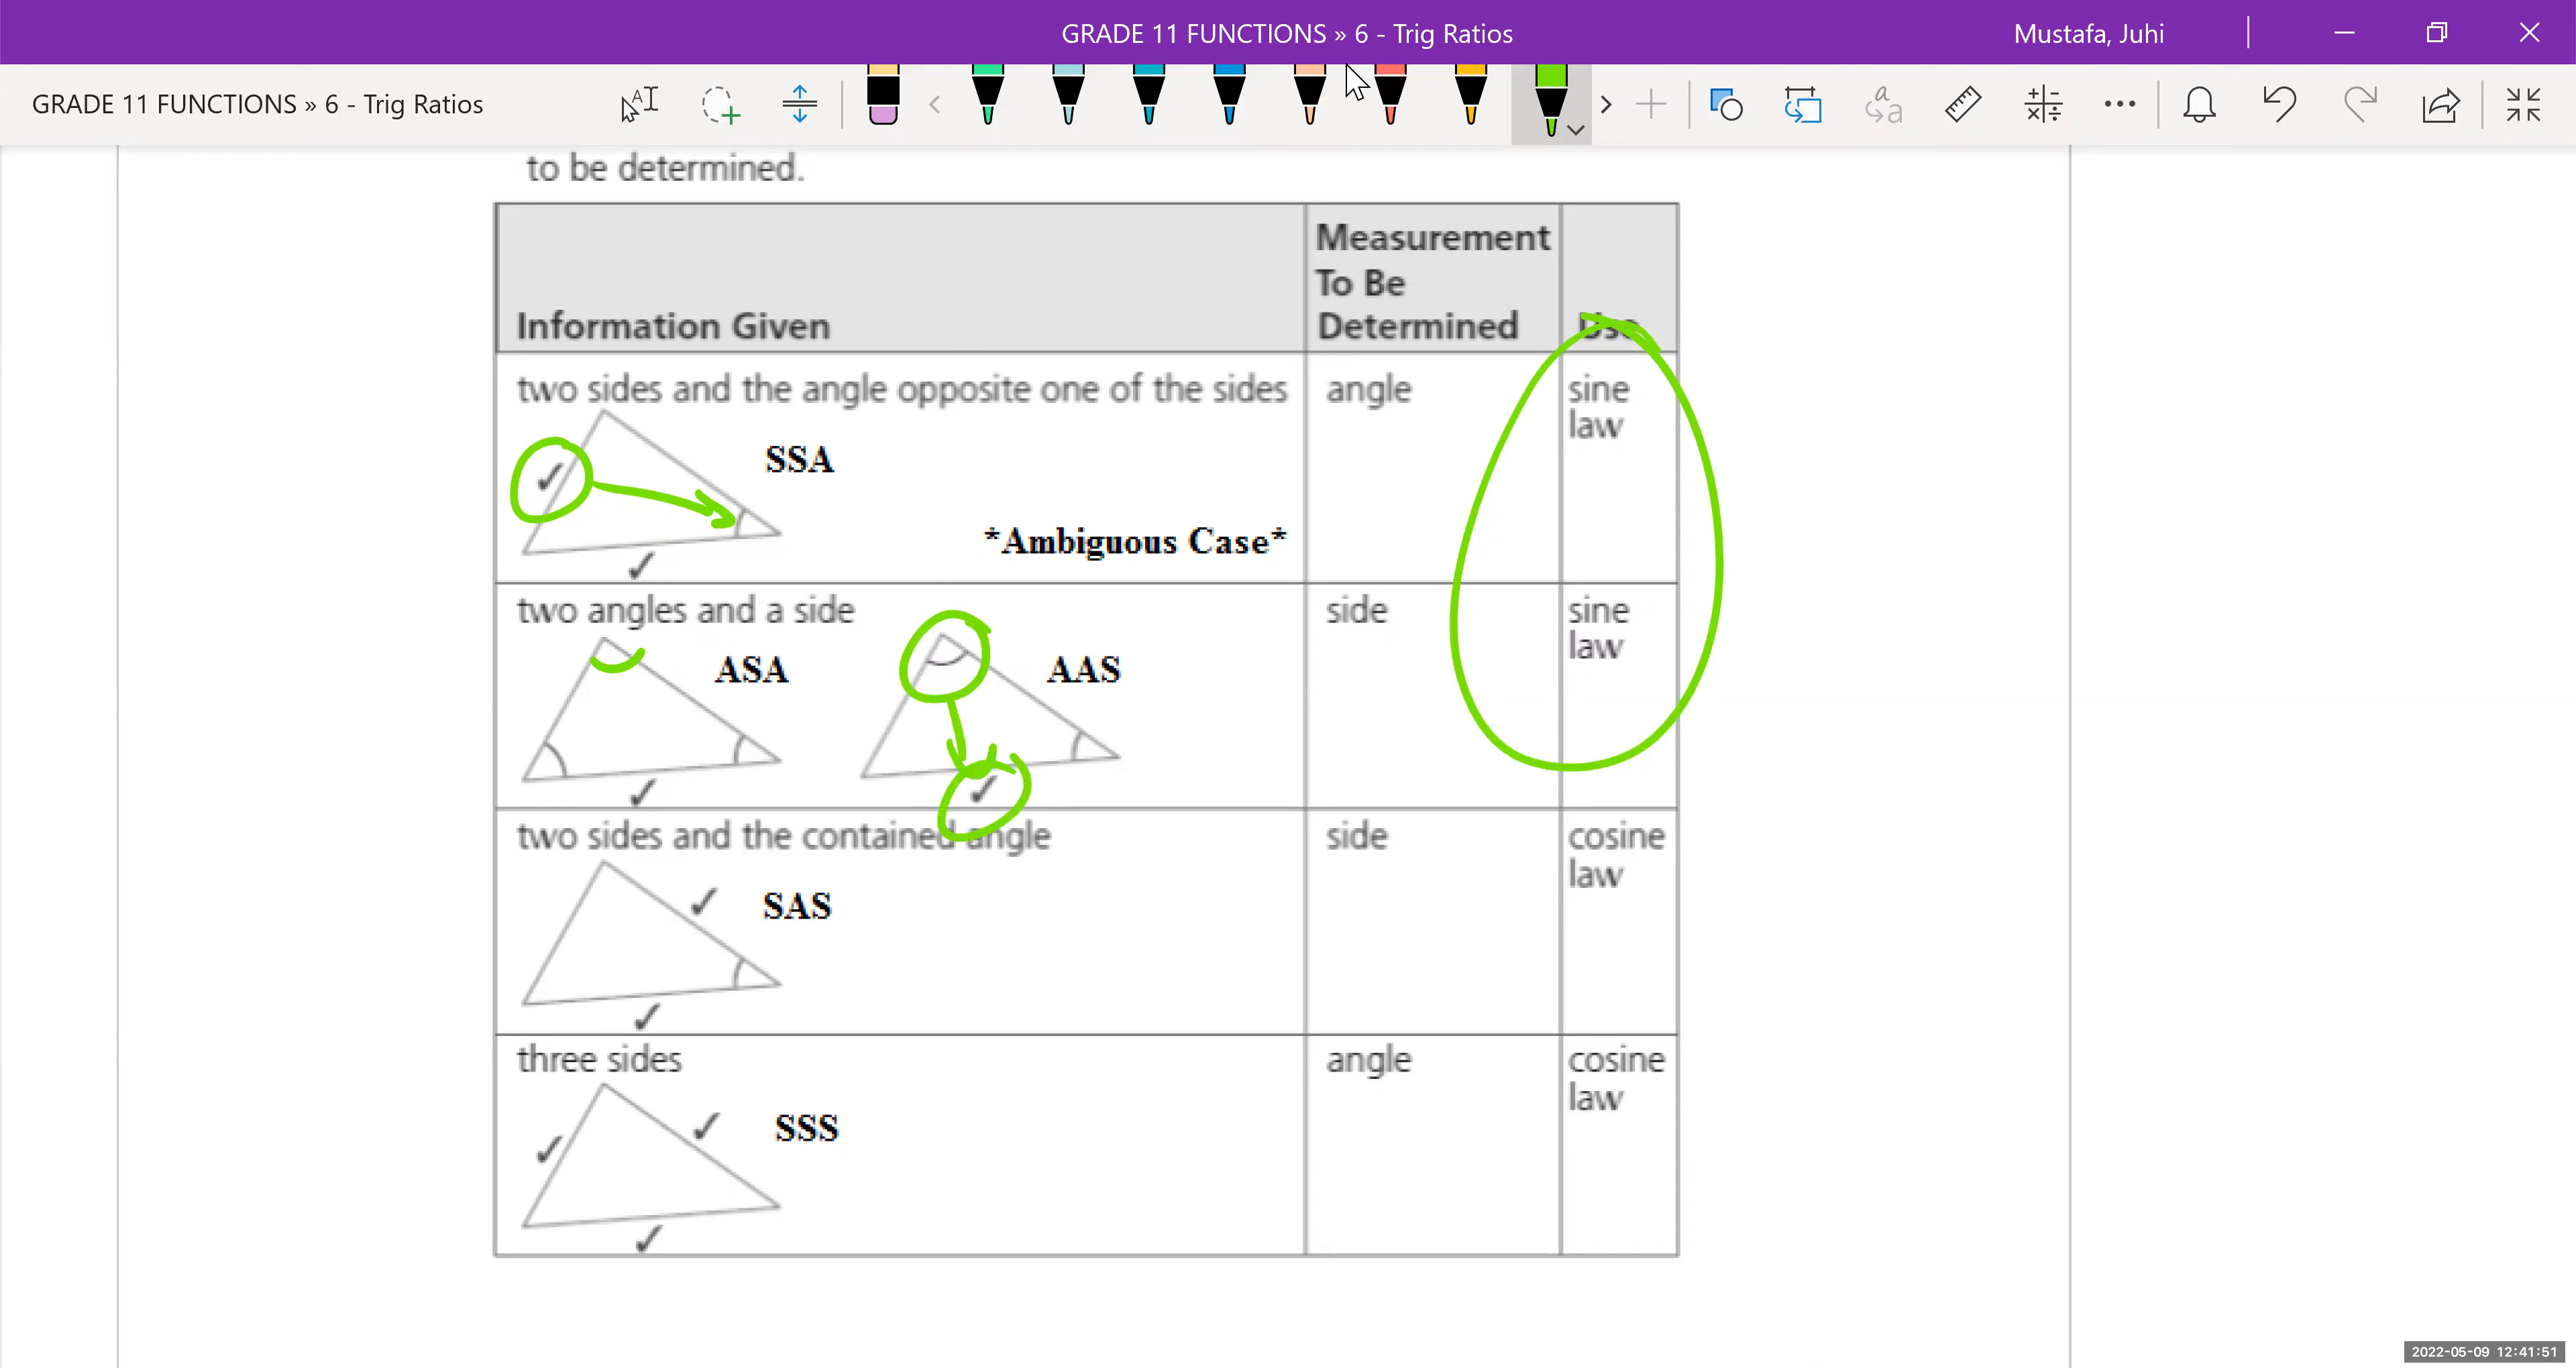 GRADE 11 FUNCTIONS » 6 - Trig Ratios
Mustafa, Juhi
GRADE 11 FUNCTIONS » 6 - Trig Ratios
to be determined.
Information Given
Measurement
To Be
Determined
Use
two sides and the angle opposite one of the sides
SSA
*Ambiguous Case*
angle
sine
law
two angles and a side
ASA
AAS
side
sine
law
two sides and the contained angle
SAS
side
cosine
law
three sides
SSS
angle
cosine
law
2022-05-09 12:41:51